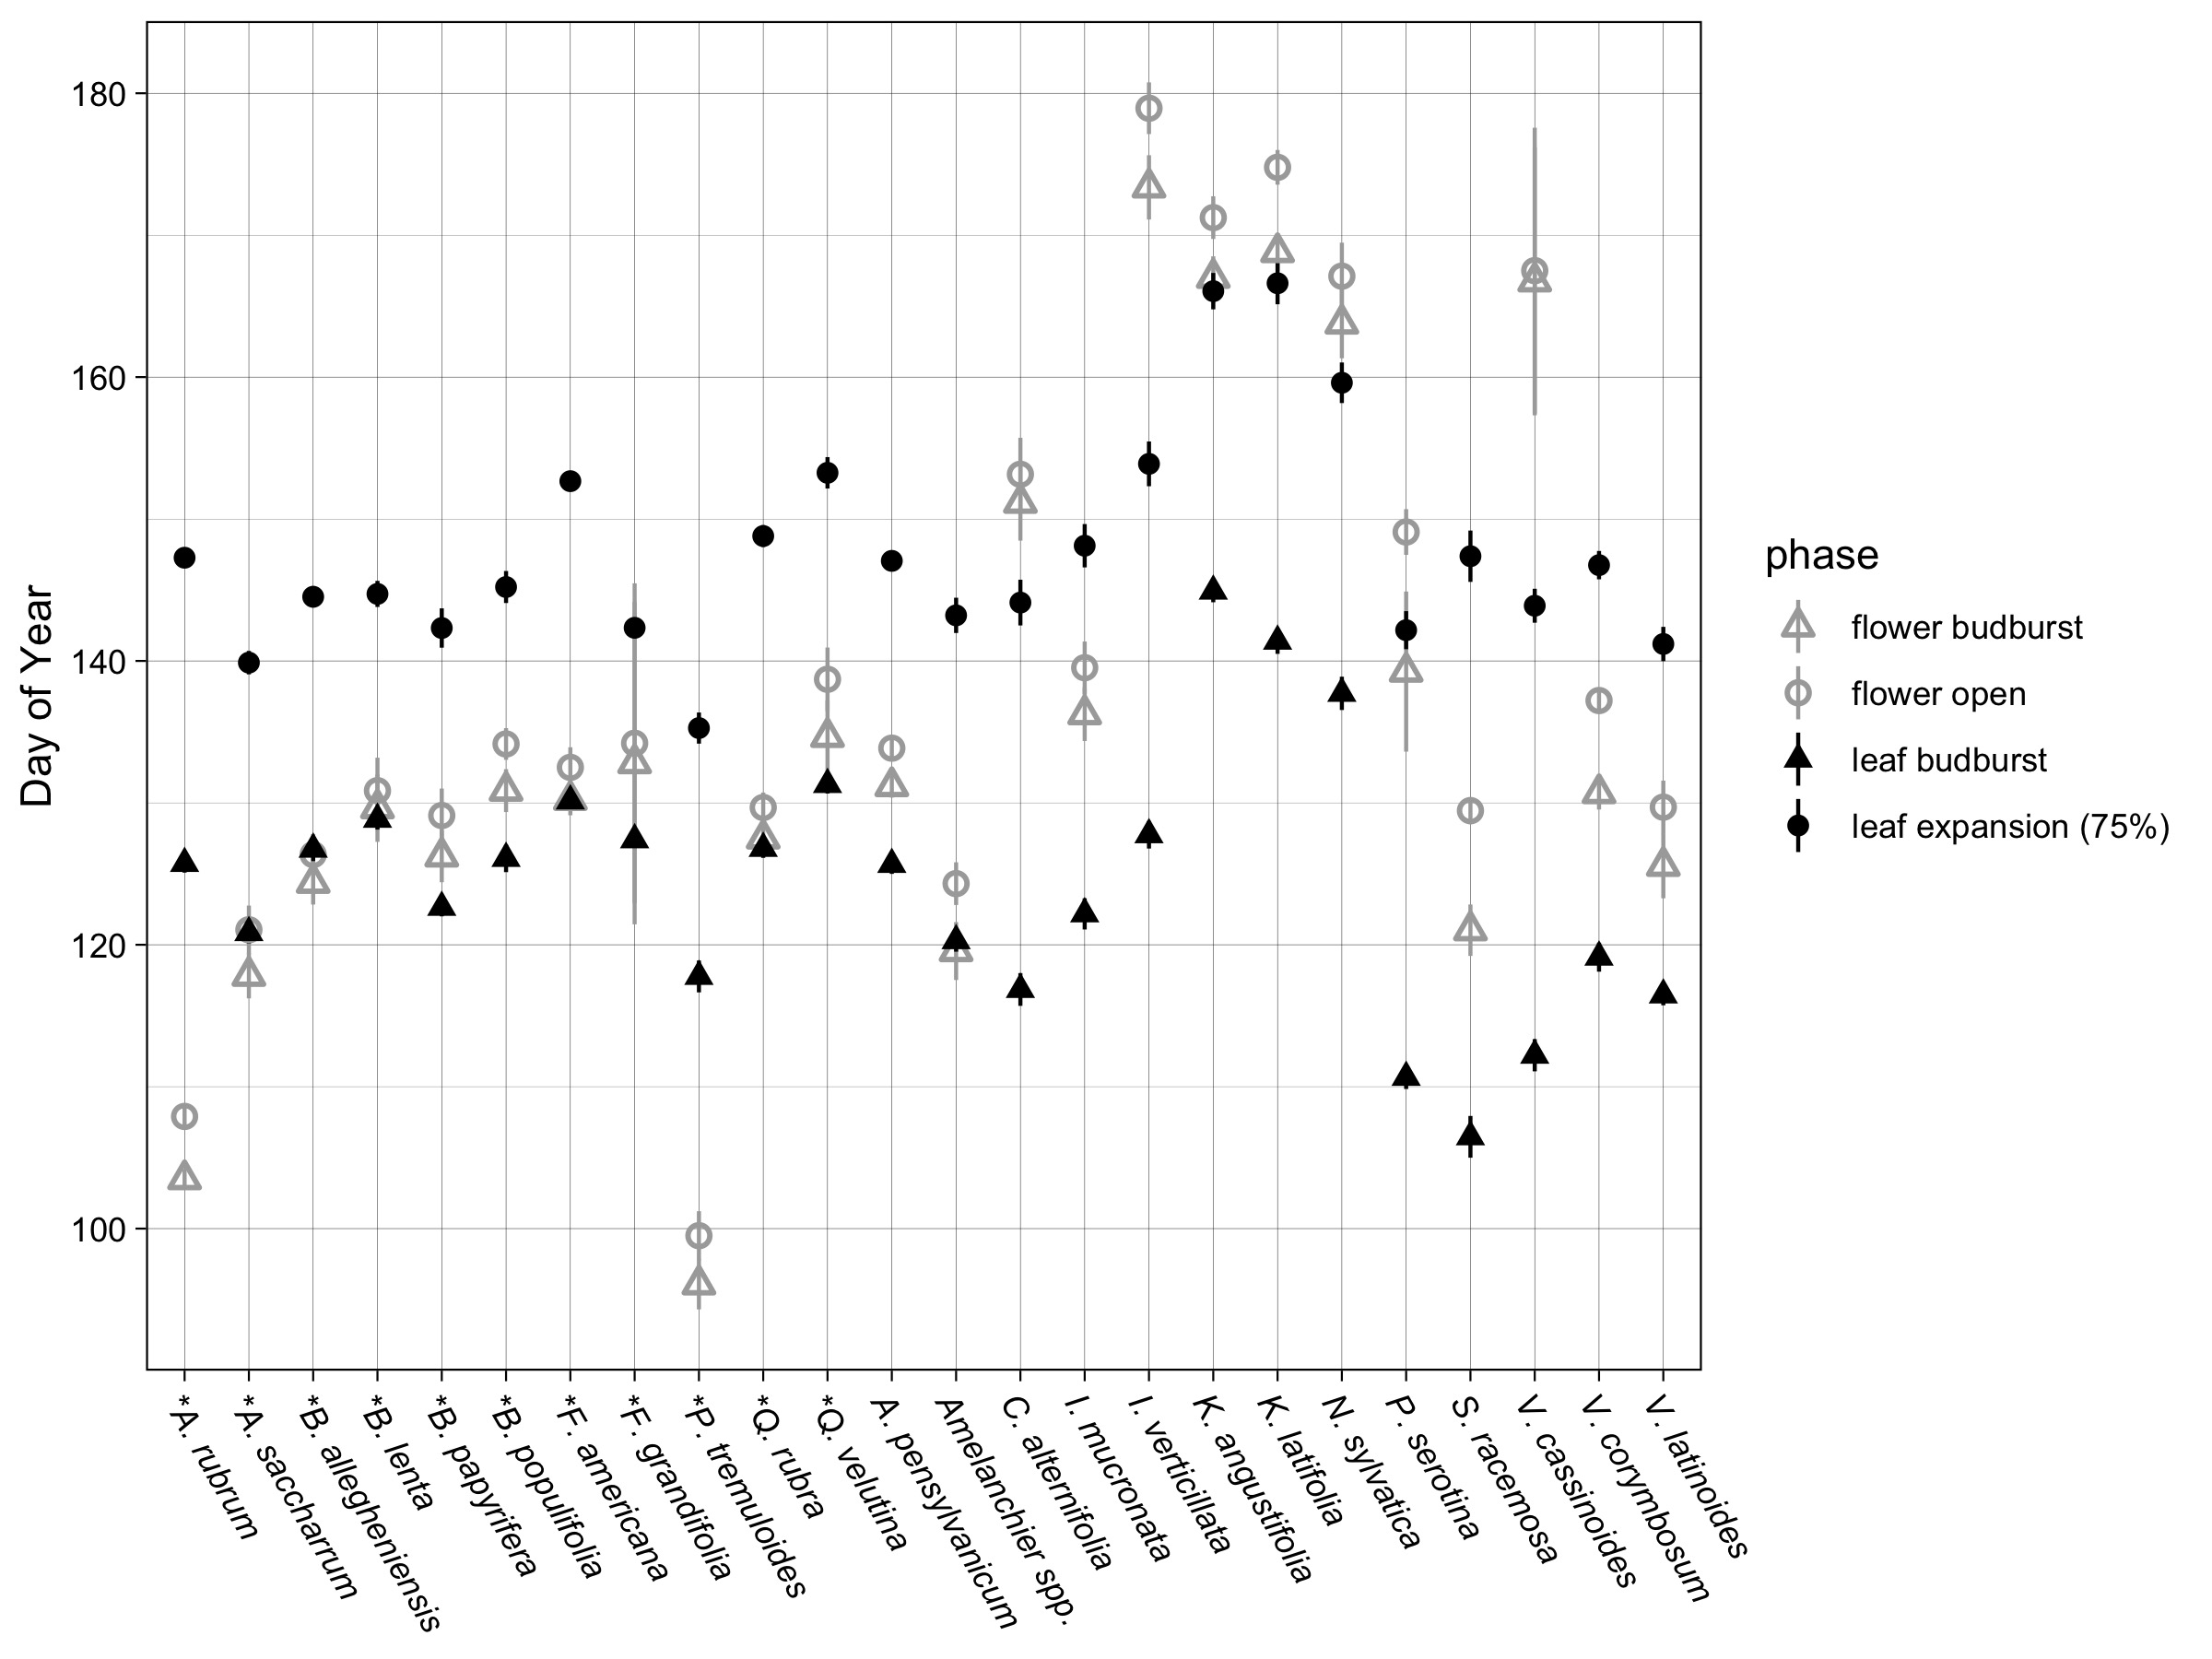 180
160
140
120
100
Day of Year
*A. rubrum
*A. saccharrum
*B. allegheniensis
*B. lenta
*B. papyrifera
*B. populifolia
*F. americana
*F. grandifolia
*P. tremuloides
*Q. rubra
*Q. velutina
A. pensylvanicum
Amelanchier spp.
C. alternifolia
I. mucronata
I. verticillata
K. angustifolia
K. latifolia
N. sylvatica
P. serotina
S. racemosa
V. cassinoides
V. corymbosum
V. latinoides
phase
flower budburst
flower open
leaf budburst
leaf expansion (75%)